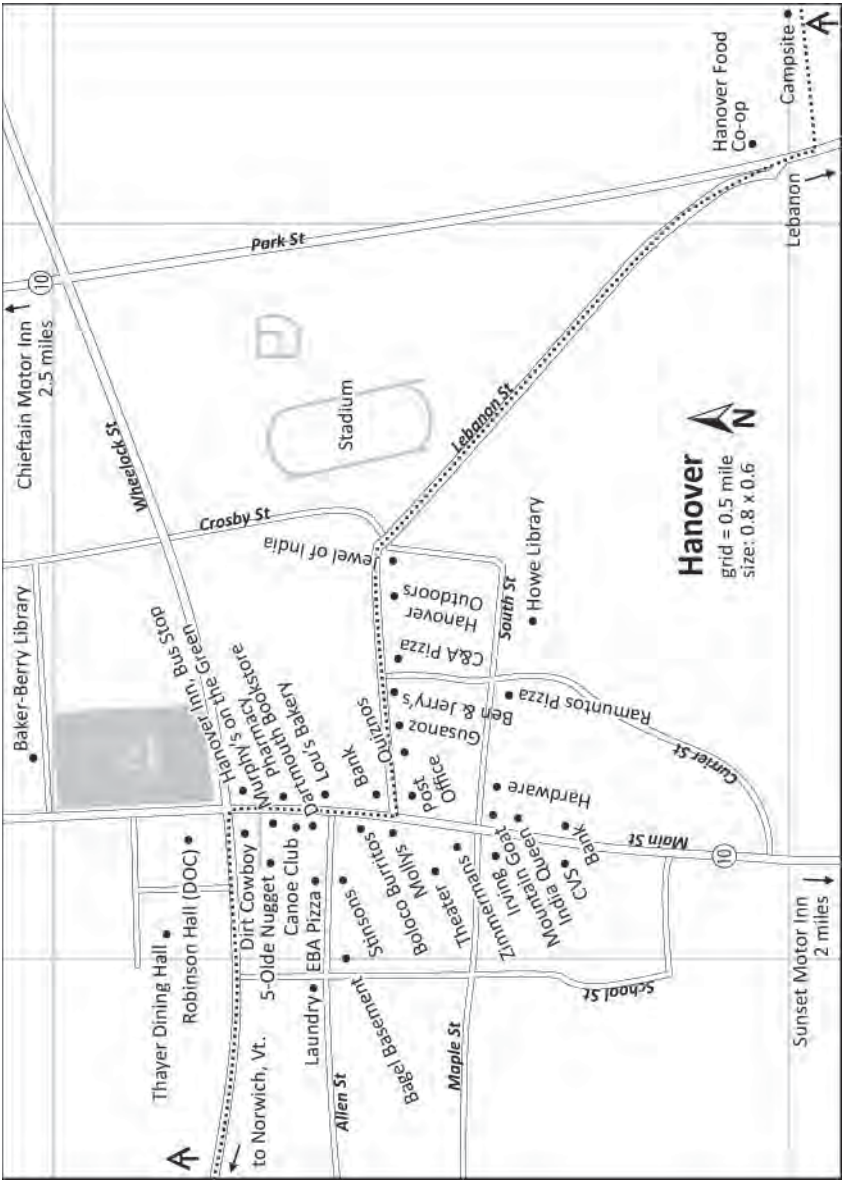 Chieftain Motor Inn
2.5 miles
10
Baker-Berry Library
Thayer Dining Hall
Robinson Hall (DOC)
to Norwich, Vt.
Wheelock St
Park St
Crosby St
Stadium
Lebanon St
Hanover Inn, Bus Stop
Murphy's on the Green
Pharmacy
Dartmouth Bookstore
Lou's Bakery
Bank
Quiznos
Dirt Cowboy
5-Olde Nugget
Canoe Club
EBA Pizza
Laundry
Allen St
Stinsons
Bagel Basement
Boloco Burritos
Mollys
Theater
Zimmermans
Irving
Mountain Goat
India Queen
CVS
Bank
Post
Office
Gusanoz
Ben & Jerry's
C&A Pizza
Hanover
Outdoors
Jewel of India
South St
Howe Library
Ramuntos Pizza
Hardware
Currier St
Main St
10
Maple St
School St
Sunset Motor Inn
2 miles
Hanover
grid = 0.5 mile
size: 0.8 x 0.6
N
Hanover Food
Co-op
Campsite
Lebanon